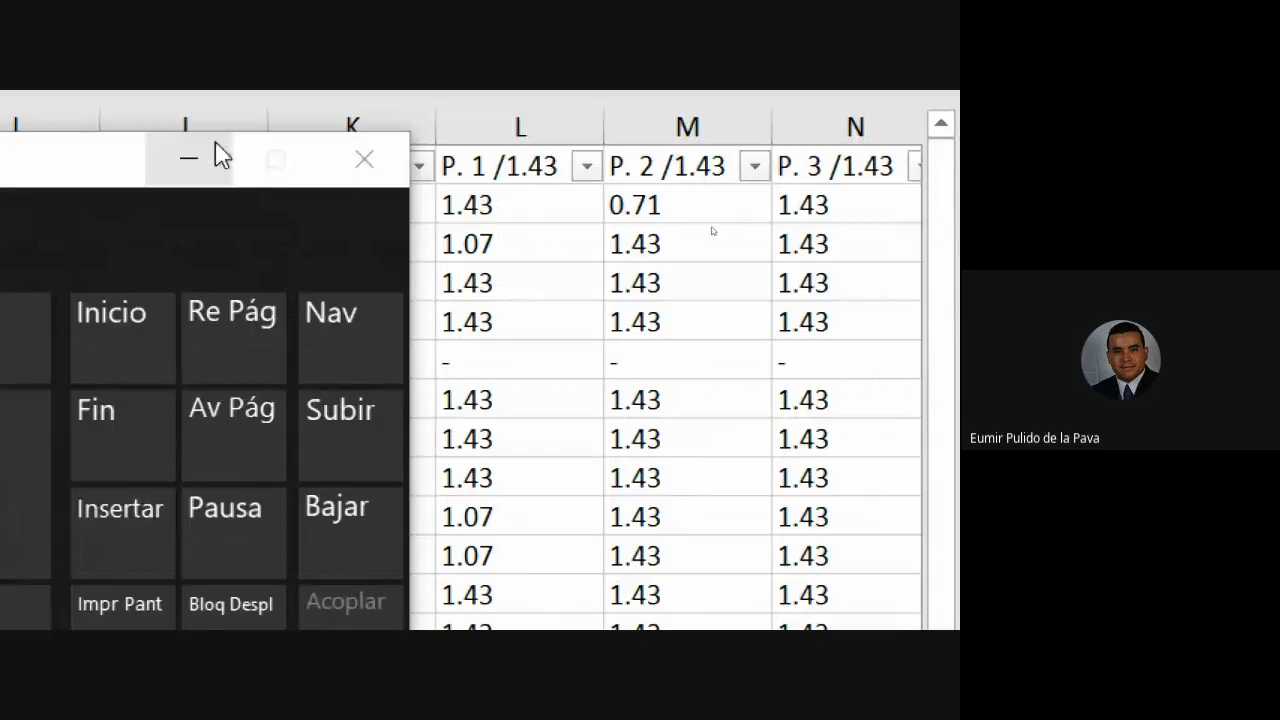 K L M N
P. 1 /1.43 P. 2 /1.43 P. 3 /1.43
1.43 0.71 1.43
1.07 1.43 1.43
1.43 1.43 1.43
1.43 1.43 1.43
- - -
1.43 1.43 1.43
1.43 1.43 1.43
1.43 1.43 1.43
1.07 1.43 1.43
1.07 1.43 1.43
1.43 1.43 1.43
Inicio Re Pág Nav
Fin Av Pág Subir
Insertar Pausa Bajar
Impr Pant Bloq Despl Acoplar
Eumir Pulido de la Pava